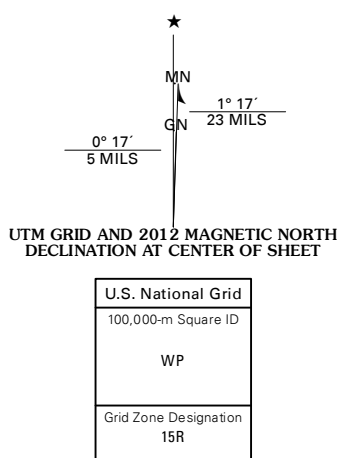 MN
GN
1° 17´
23 MILS
0° 17´
5 MILS
UTM GRID AND 2012 MAGNETIC NORTH
DECLINATION AT CENTER OF SHEET
U.S. National Grid
100,000-m Square ID
WP
Grid Zone Designation
15R